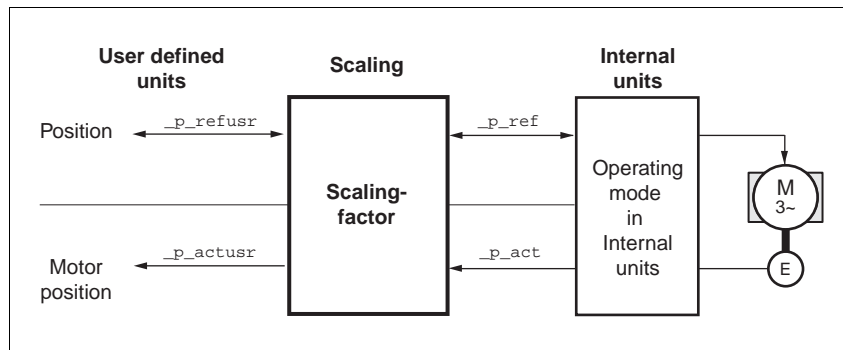 User defined
units
Scaling
Internal
units
Position
_p_refusr
_p_ref
Scaling-
factor
Operating
mode
in
Internal
units
M
3~
Motor
position
_p_actusr
_p_act
E